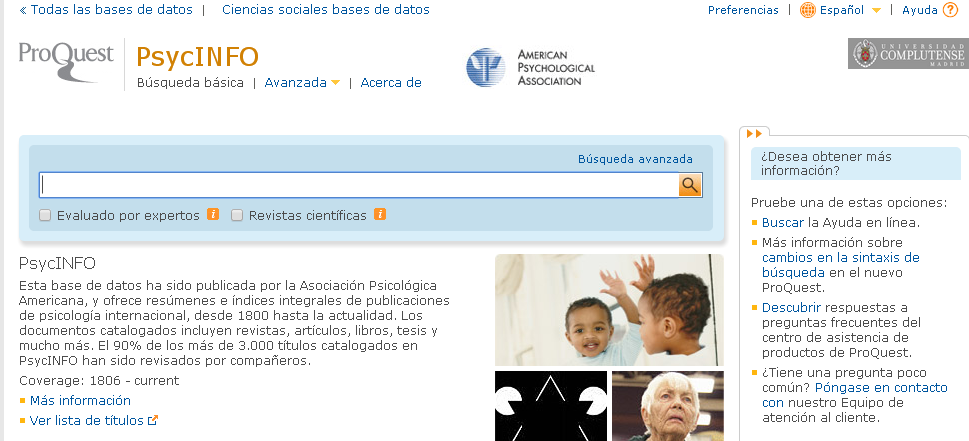 « Todas las bases de datos | Ciencias sociales bases de datos
Preferencias | Español | Ayuda ?
ProQuest
PsycINFO
Búsqueda básica | Avanzada | Acerca de
AMERICAN
PSYCHOLOGICAL
ASSOCIATION
UNIVERSIDAD
COMPLUTENSE
MADRID
Búsqueda avanzada
Evaluado por expertos i Revistas científicas i
PsycINFO
Esta base de datos ha sido publicada por la Asociación Psicológica
Americana, y ofrece resúmenes e índices integrales de publicaciones
de psicología internacional, desde 1800 hasta la actualidad. Los
documentos catalogados incluyen revistas, artículos, libros, tesis y
mucho más. El 90% de los más de 3.000 títulos catalogados en
PsycINFO han sido revisados por compañeros.
Coverage: 1806 - current
Más información
Ver lista de títulos
¿Desea obtener más
información?
Pruebe una de estas opciones:
Buscar la Ayuda en línea.
Más información sobre
cambios en la sintaxis de
búsqueda en el nuevo
ProQuest.
Descubrir respuestas a
preguntas frecuentes del
centro de asistencia de
productos de ProQuest.
¿Tiene una pregunta poco
común? Póngase en contacto
con nuestro Equipo de
atención al cliente.